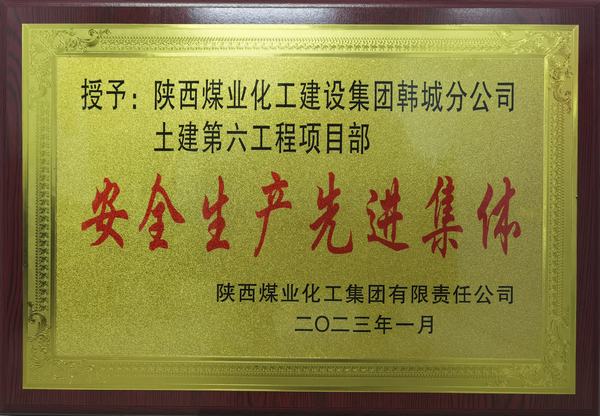 授予：陕西煤业化工建设集团韩城分公司
土建第六工程项目部
安全生产先进集体
陕西煤业化工集团有限责任公司
二〇二三年一月